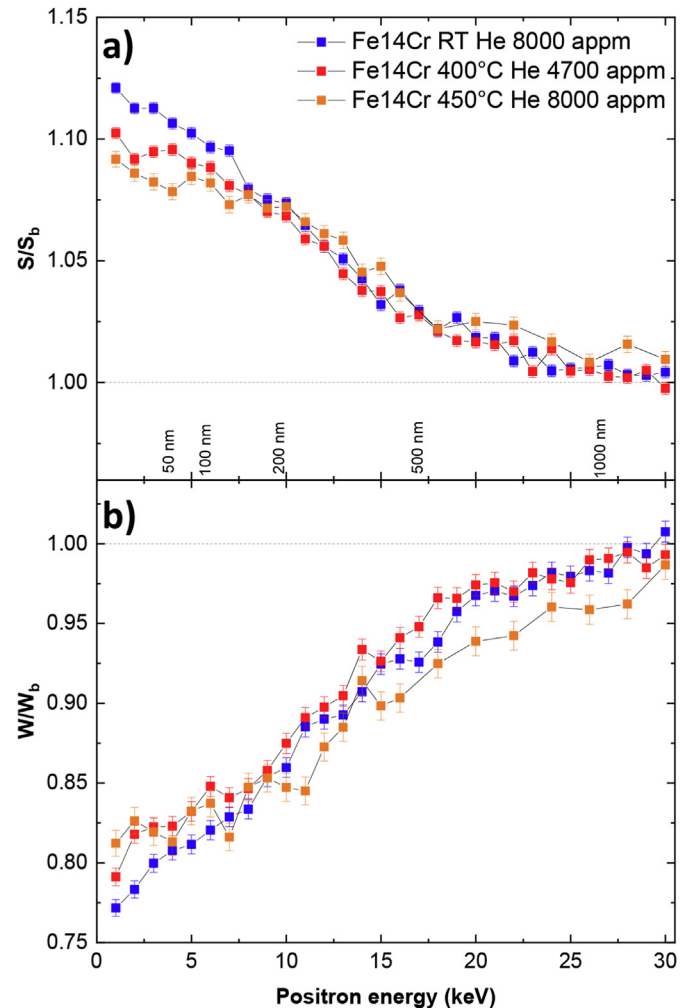 a)
Fe14Cr RT He 8000 appm
Fe14Cr 400°C He 4700 appm
Fe14Cr 450°C He 8000 appm
1.15
1.10
1.05
1.00
S/Sb
50 nm
100 nm
200 nm
500 nm
1000 nm
b)
1.00
0.95
0.90
0.85
0.80
0.75
W/Wb
0 5 10 15 20 25 30
Positron energy (keV)